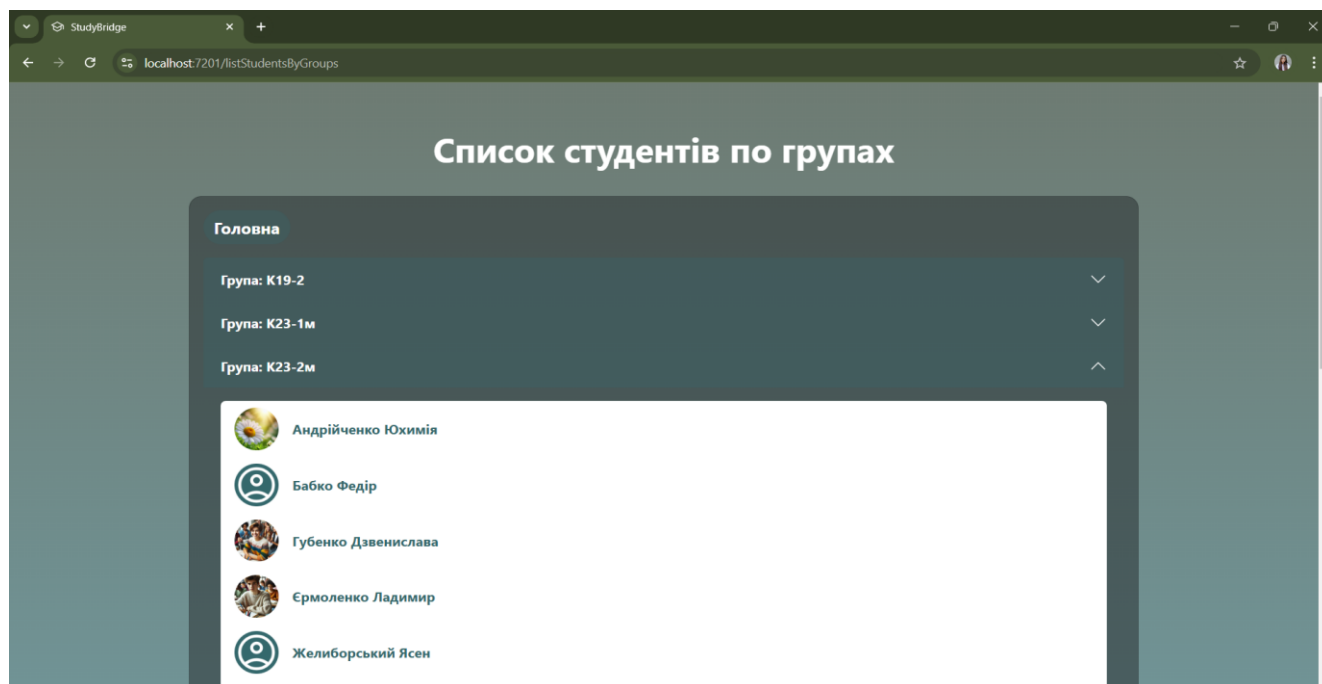 StudyBridge
localhost:7201/listStudentsByGroups
Список студентів по групах
Головна
Група: К19-2
Група: К23-1м
Група: К23-2м
Андрійченко Юхимія
Бабко Федір
Губенко Дзвенислава
Єрмоленко Ладимир
Желиборський Ясен